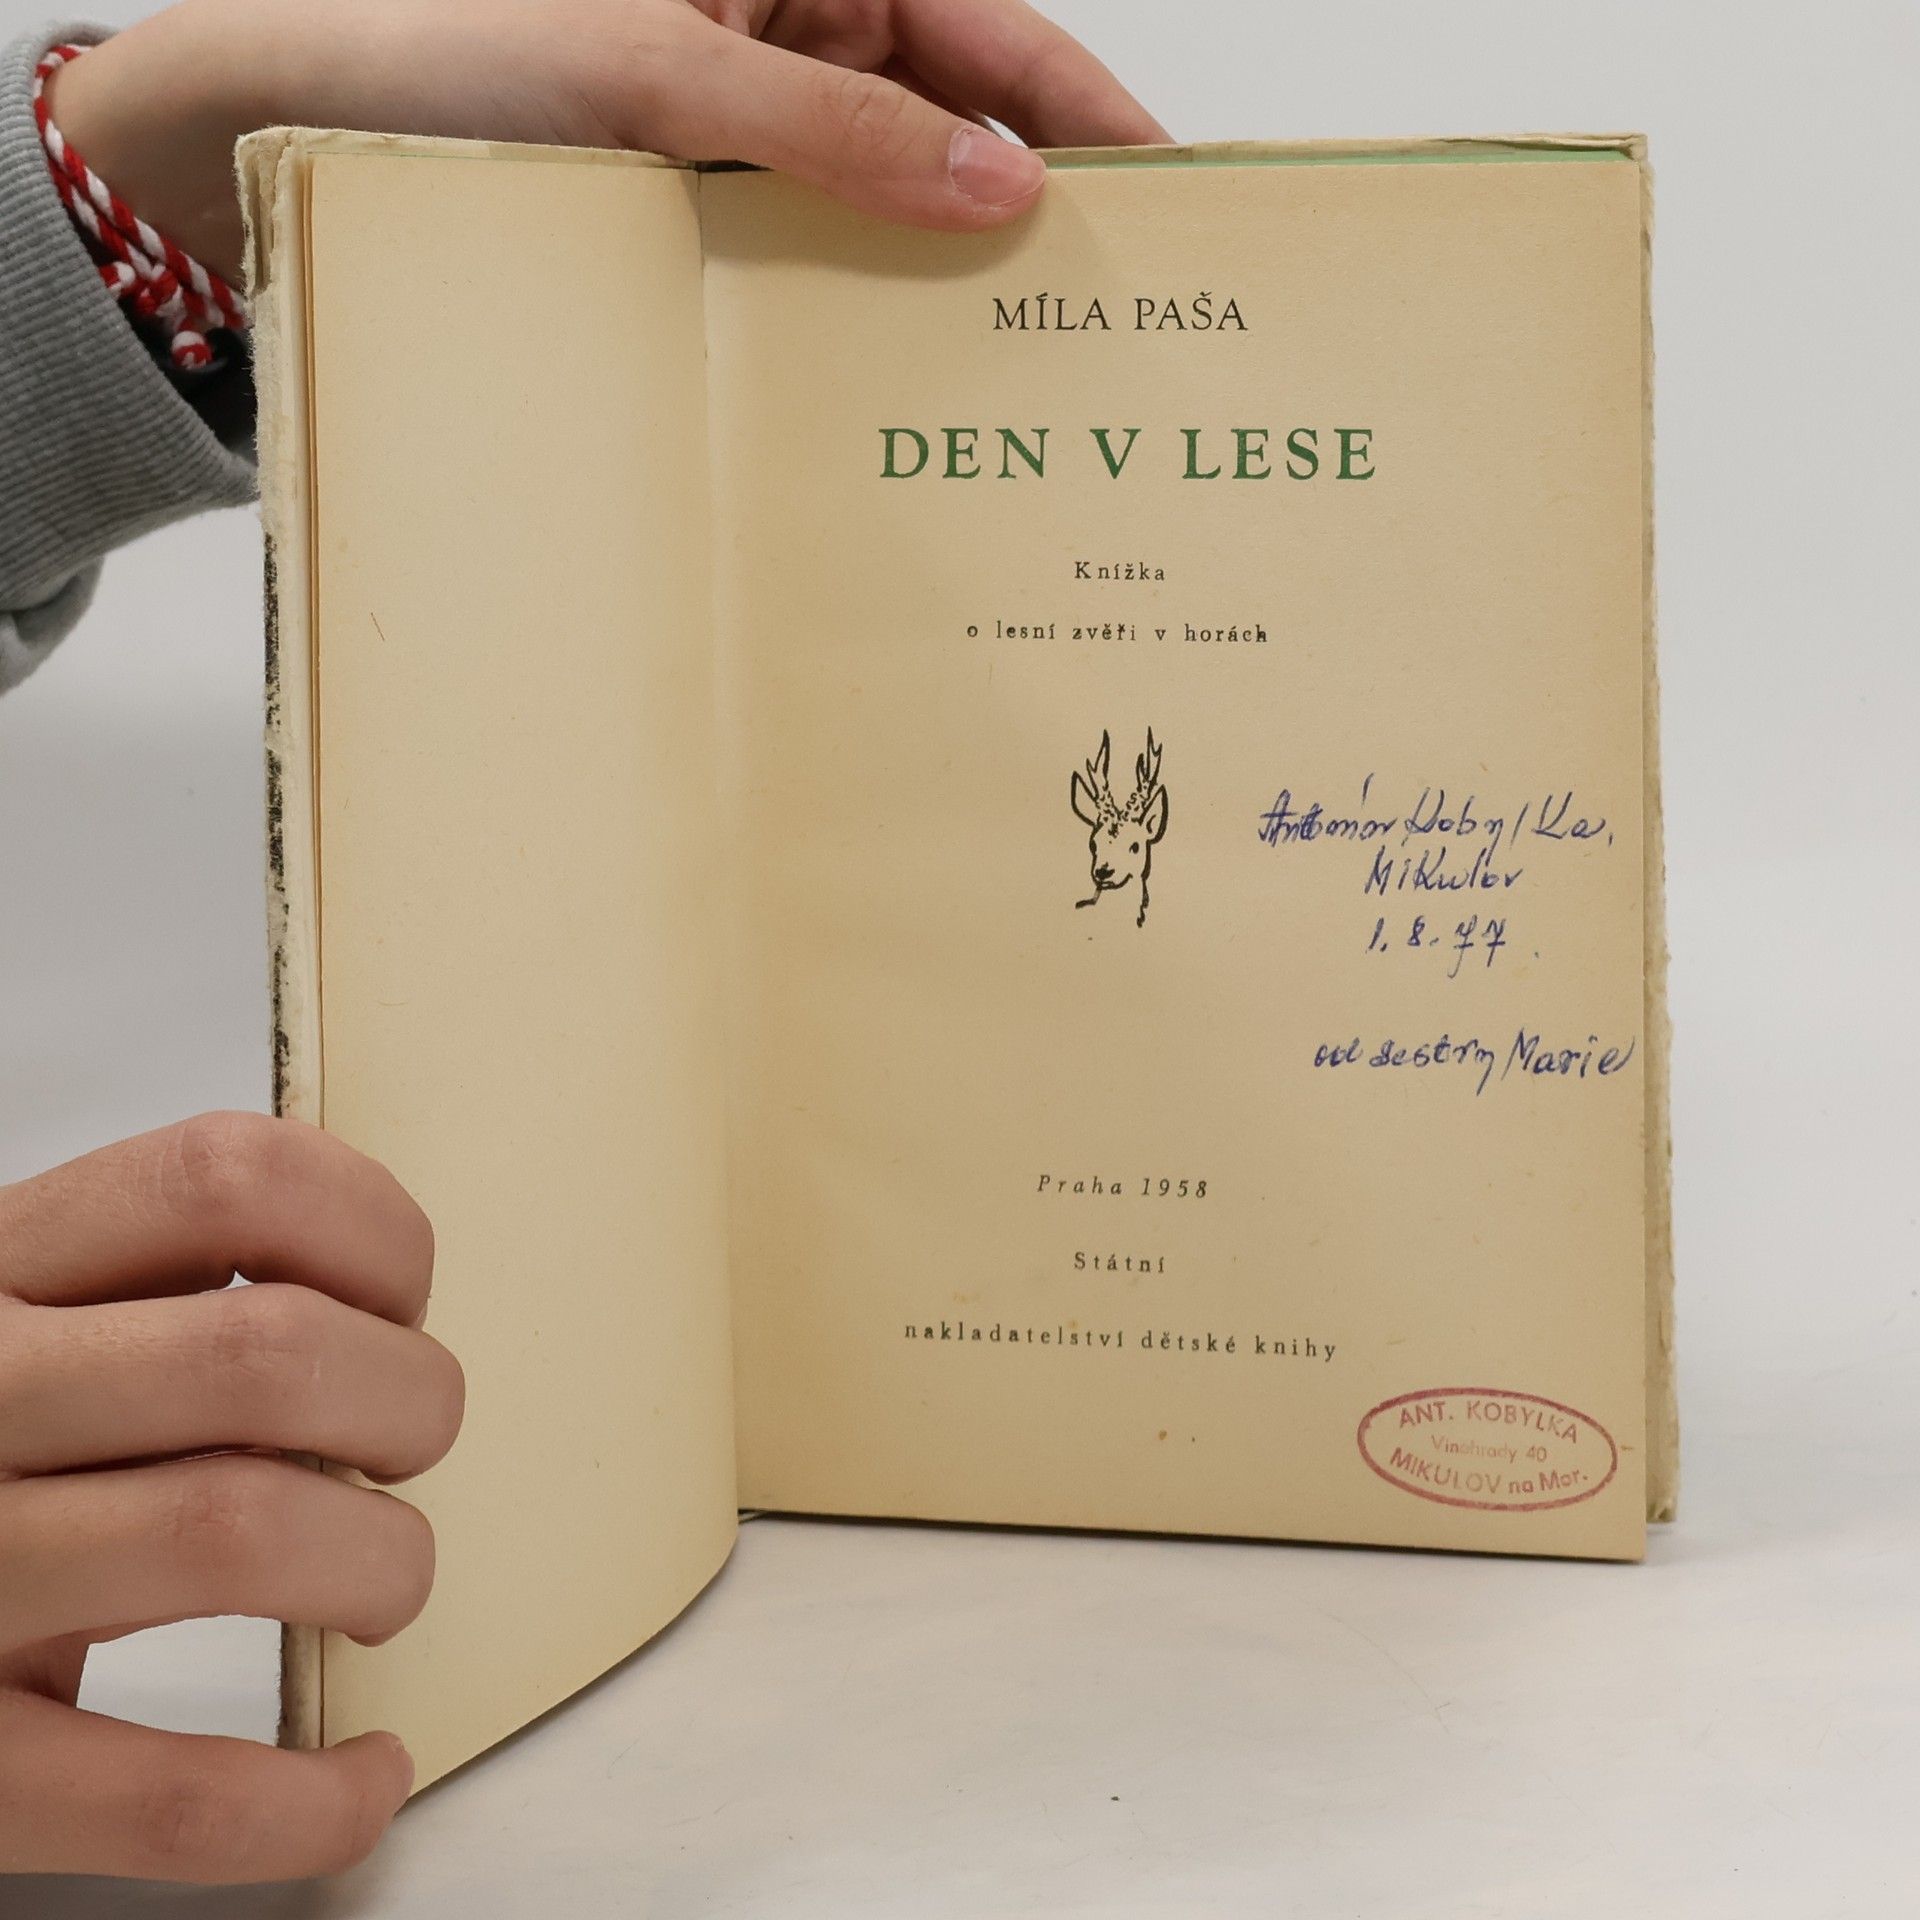 MÍLA PAŠA
DEN V LESE
Knížka
o lesní zvěři v horách
Antonín Kobylka,
Mikulov
1. 8. 77.
od sestry Marie
Praha 1958
Státní
nakladatelství dětské knihy
ANT. KOBYLKA
Vinohrady 40
MIKULOV na Mor.